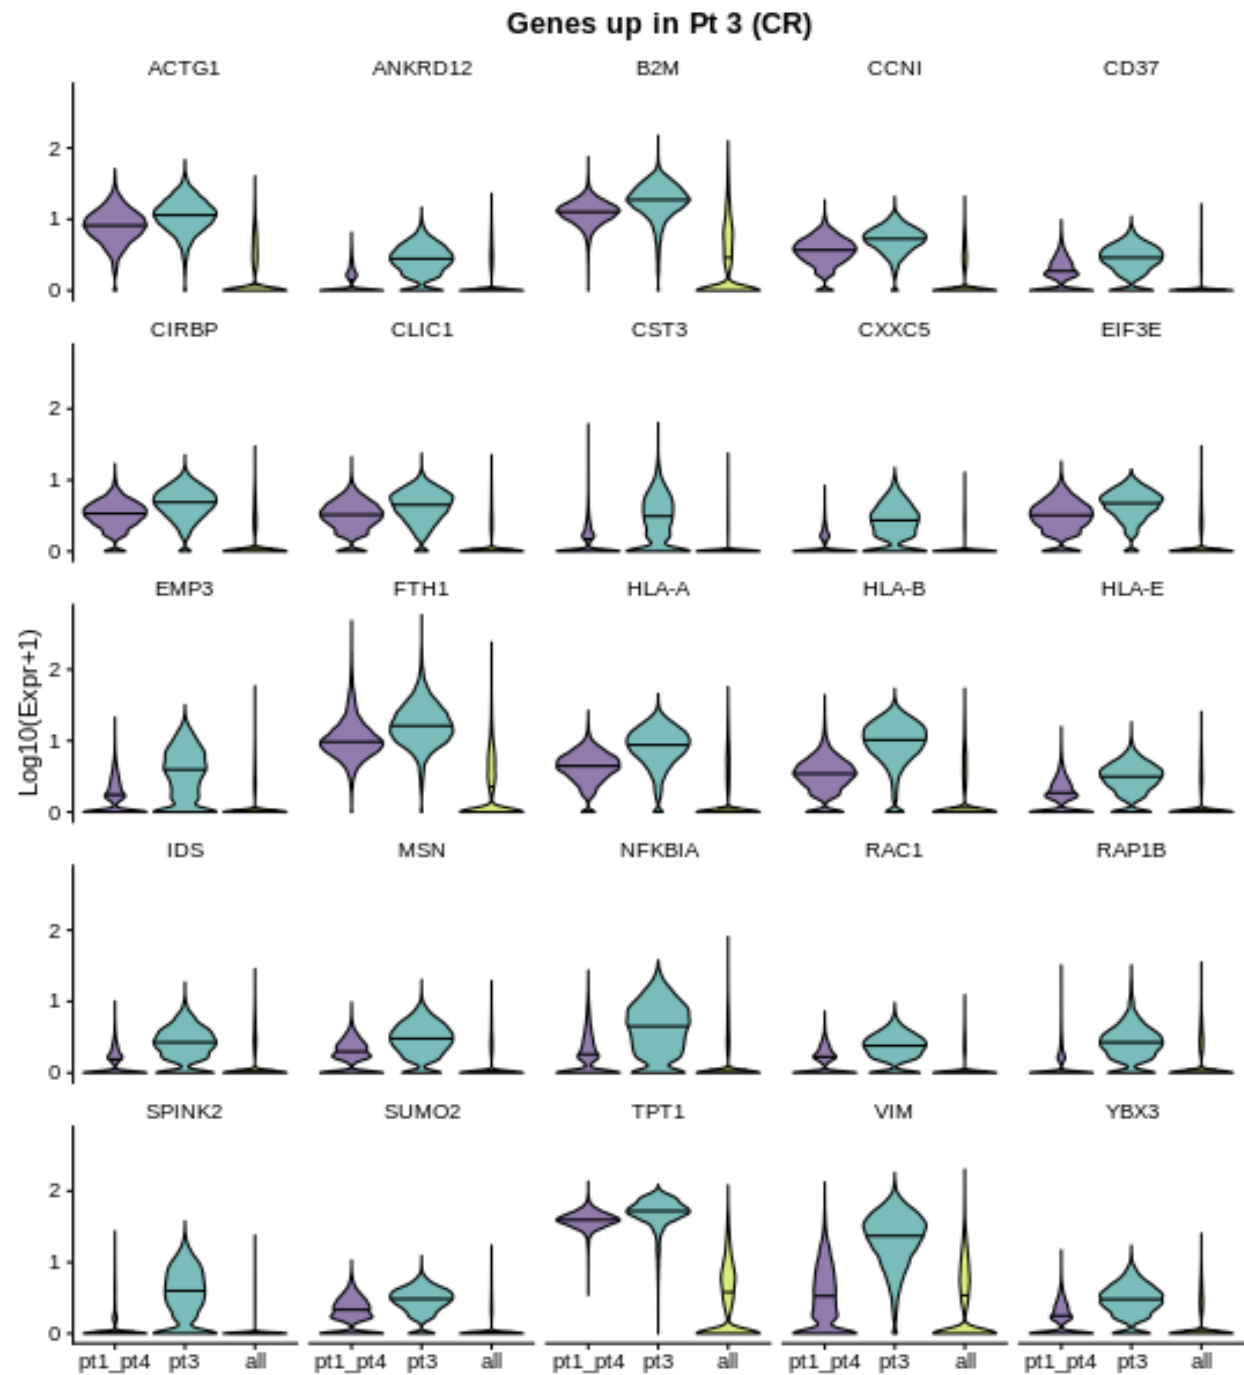 Genes up in Pt 3 (CR)
ACTG1 ANKRD12 B2M CCNI CD37
2
1
0
CIRBP CLIC1 CST3 CXXC5 EIF3E
2
1
0
EMP3 FTH1 HLA-A HLA-B HLA-E
Log10(Expr+1)
2
1
0
IDS MSN NFKBIA RAC1 RAP1B
2
1
0
SPINK2 SUMO2 TPT1 VIM YBX3
2
1
0
pt1_pt4 pt3 all pt1_pt4 pt3 all pt1_pt4 pt3 all pt1_pt4 pt3 all pt1_pt4 pt3 all